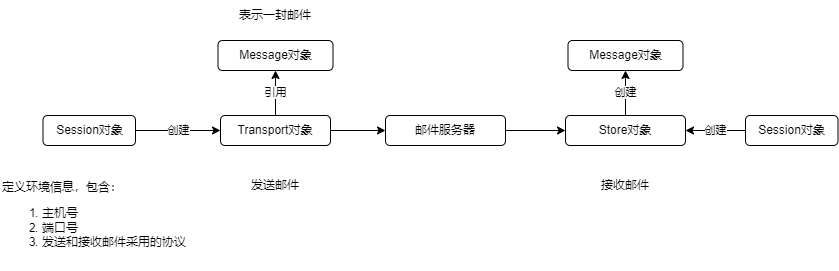 表示一封邮件
Message对象
Message对象
引用
创建
Session对象
创建
Transport对象
邮件服务器
Store对象
创建
Session对象
定义环境信息，包含：
发送邮件
接收邮件
1. 主机号
2. 端口号
3. 发送和接收邮件采用的协议